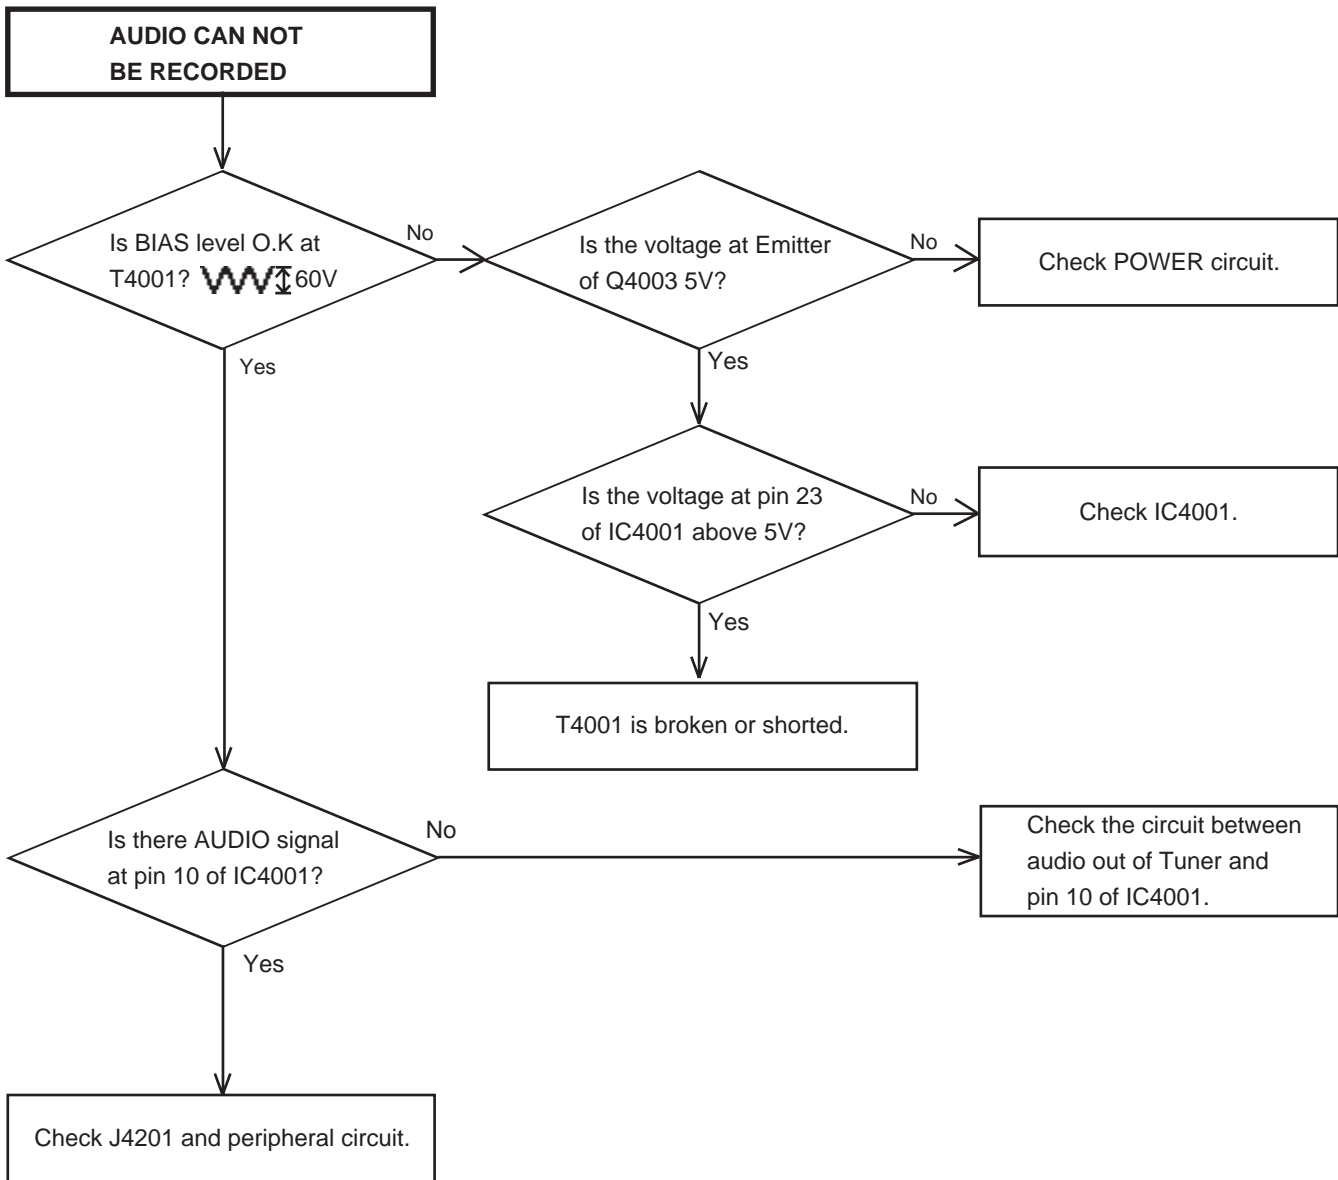 AUDIO CAN NOT
BE RECORDED
Is BIAS level O.K at
T4001? 60V
No
Is the voltage at Emitter
of Q4003 5V?
No
Check POWER circuit.
Yes
Yes
Is the voltage at pin 23
of IC4001 above 5V?
No
Check IC4001.
Yes
T4001 is broken or shorted.
Is there AUDIO signal
at pin 10 of IC4001?
No
Check the circuit between
audio out of Tuner and
pin 10 of IC4001.
Yes
Check J4201 and peripheral circuit.